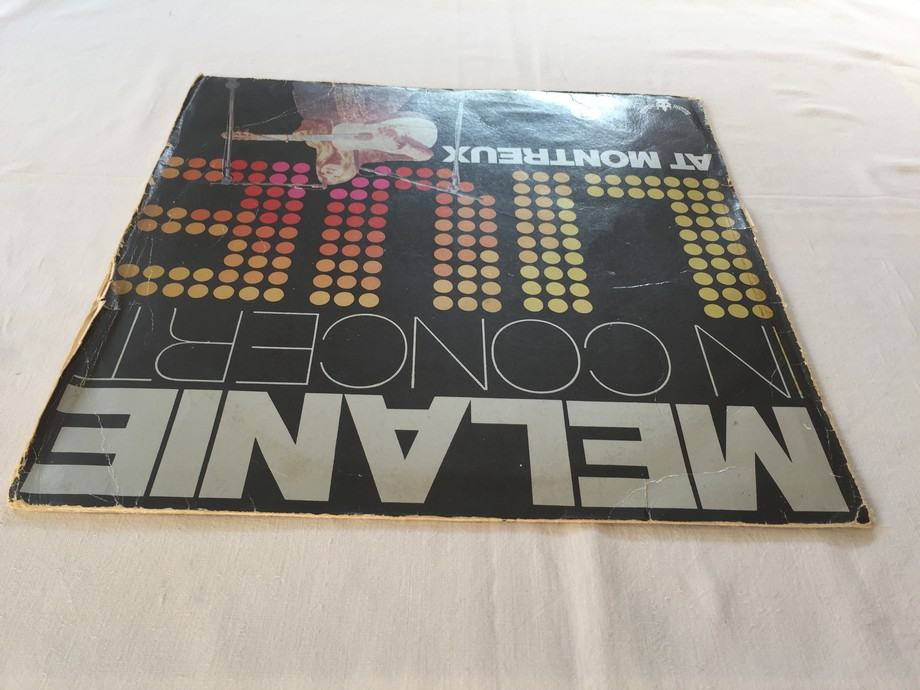 MELANIE
IN CONCERT
LIVE
AT MONTREUX